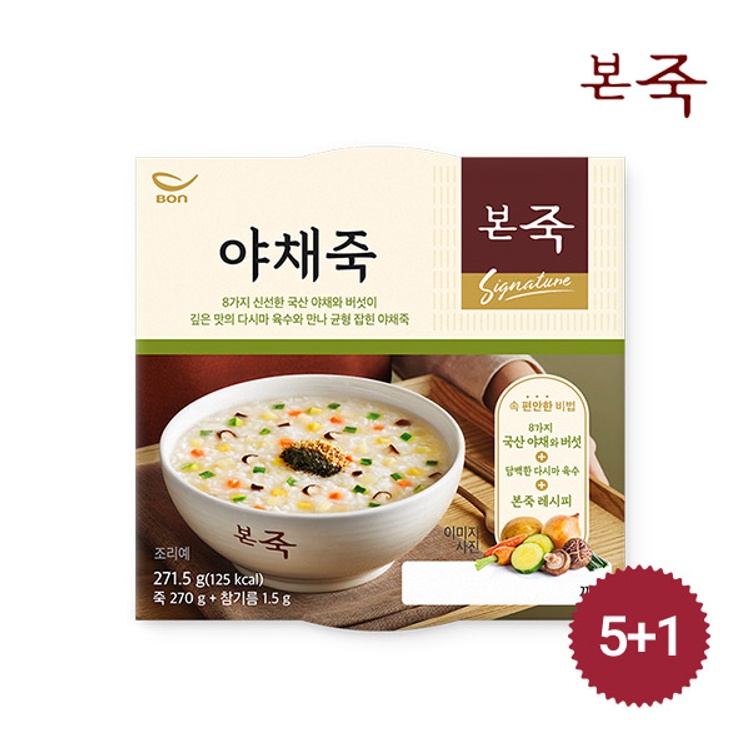 본죽
BON
야채죽
8가지 신선한 국산 야채와 버섯이
깊은 맛의 다시마 육수와 만나 균형 잡힌 야채죽
본죽
Signature
속 편안한 비법
8가지
국산 야채와 버섯
+
담백한 다시마 육수
+
본죽 레시피
본죽
이미지
사진
조리예
271.5 g(125 kcal)
죽 270 g + 참기름 1.5 g
5+1